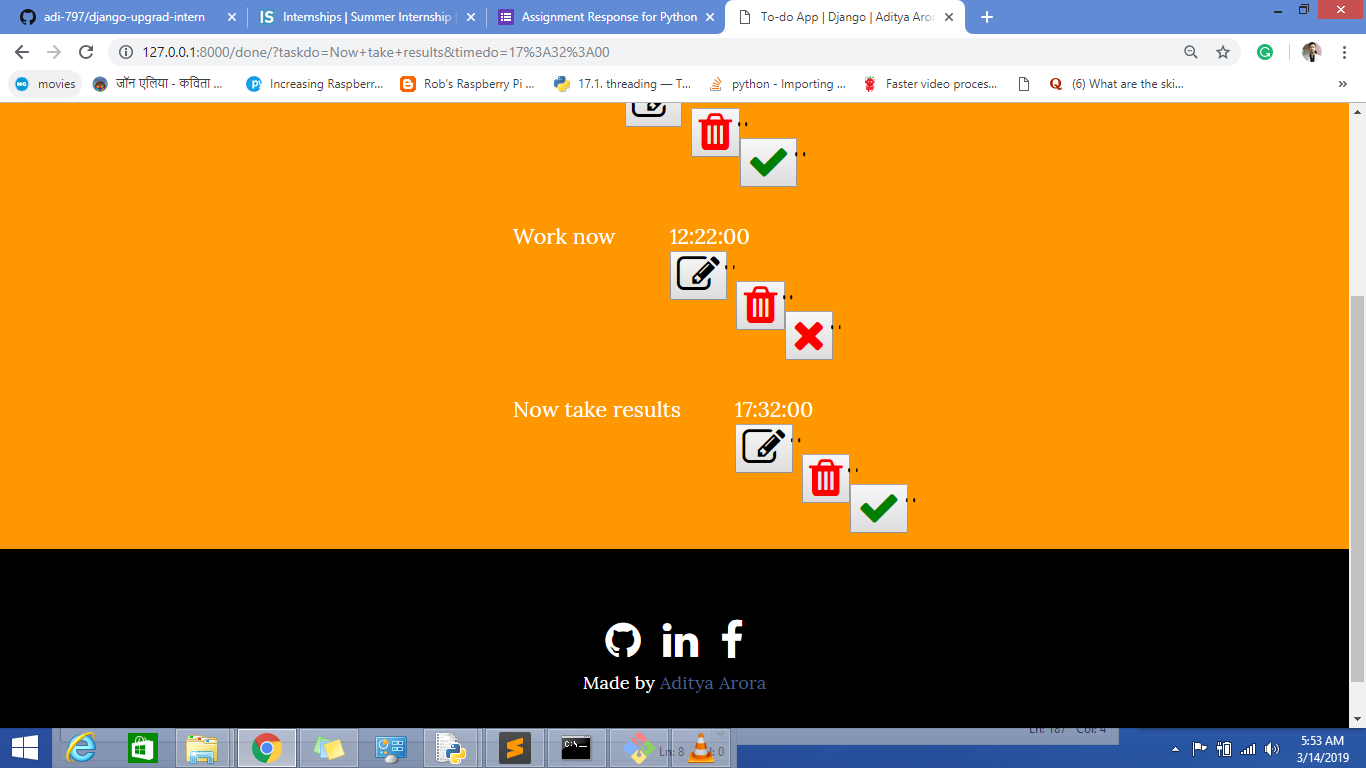 adi-797/django-upgrad-intern
Internships | Summer Internship |
Assignment Response for Python
To-do App | Django | Aditya Aror
127.0.0.1:8000/done/?taskdo=Now+take+results&timedo=17%3A32%3A00
movies
जॉन एलिया - कविता ...
Increasing Raspberr...
Rob's Raspberry Pi ...
17.1. threading — T...
python - Importing ...
Faster video proces...
(6) What are the ski...
»
Work now 12:22:00
Now take results 17:32:00
Made by Aditya Arora
Ln: 187 Col: 4
Ln: 8 : 0
5:53 AM
3/14/2019